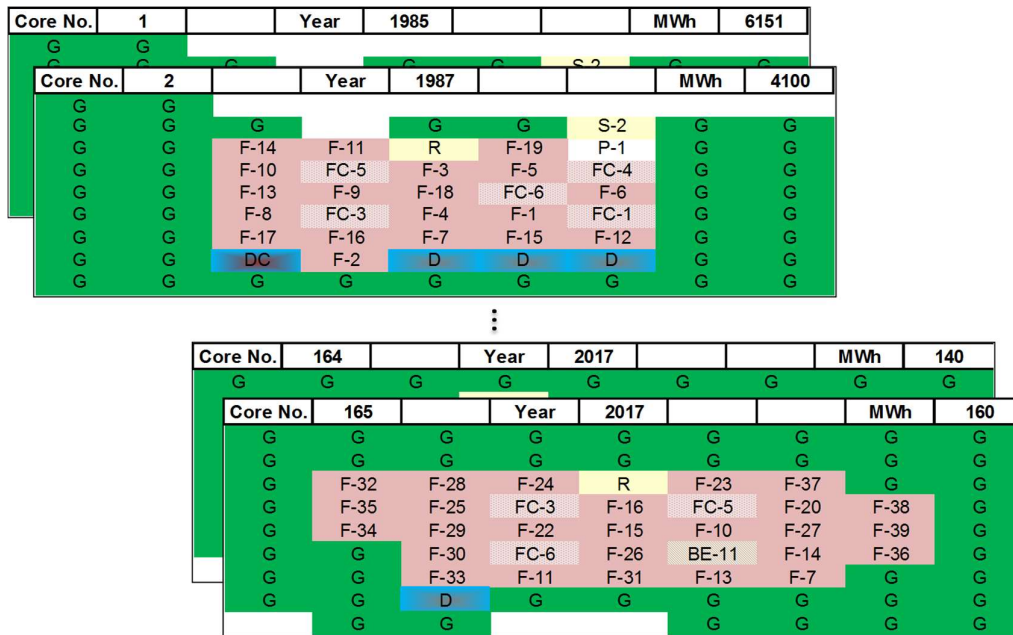 Core No. 1 Year 1985 MWh 6151
G G
G G G G G S-2 G G
Core No. 2 Year 1987 MWh 4100
G G
G G G G G S-2 G G
G G F-14 F-11 R F-19 P-1 G G
G G F-10 FC-5 F-3 F-5 FC-4 G G
G G F-13 F-9 F-18 FC-6 F-6 G G
G G F-8 FC-3 F-4 F-1 FC-1 G G
G G F-17 F-16 F-7 F-15 F-12 G G
G G DC F-2 D D D G G
G G G G G G G G G
⋮
Core No. 164 Year 2017 MWh 140
G G G G G G G G G
Core No. 165 Year 2017 MWh 160
G G G G G G G G G
G G G G G G G G G
G F-32 F-28 F-24 R F-23 F-37 G G
G F-35 F-25 FC-3 F-16 FC-5 F-20 F-38 G
G F-34 F-29 F-22 F-15 F-10 F-27 F-39 G
G G F-30 FC-6 F-26 BE-11 F-14 F-36 G
G G F-33 F-11 F-31 F-13 F-7 G G
G G D G G G G G G
G G G G G